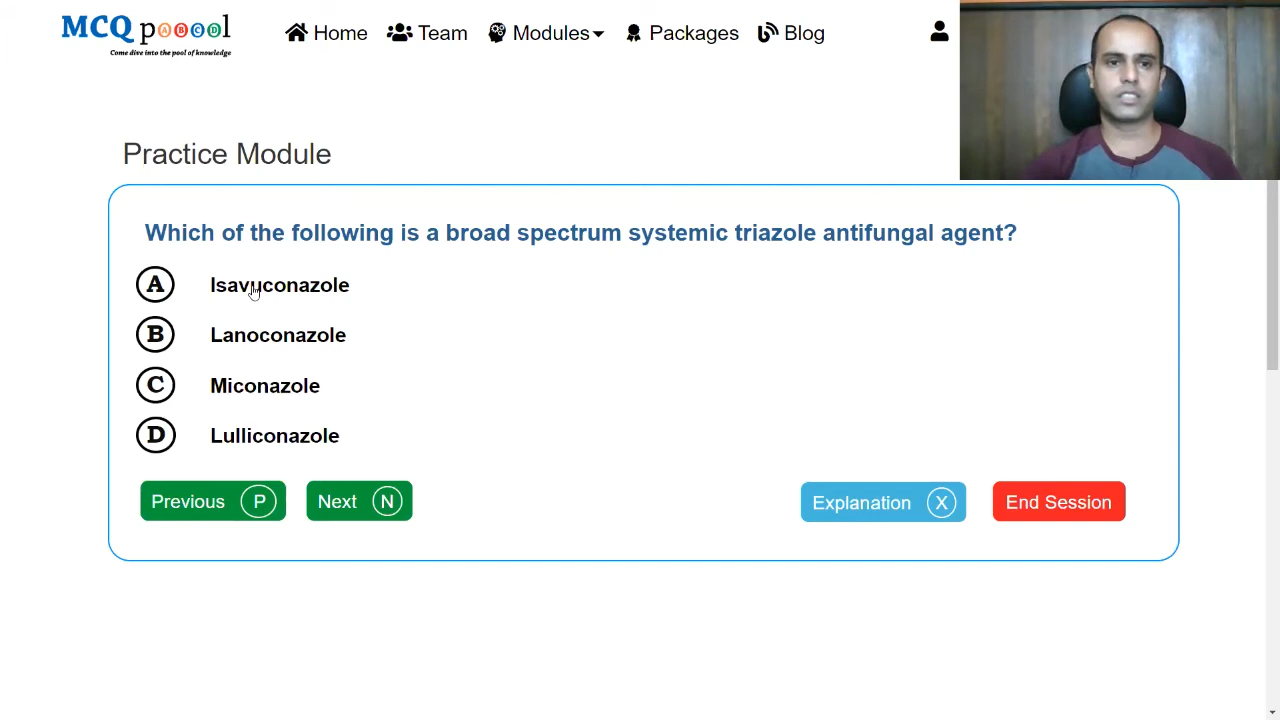 MCQ pooool
A B C D
Come dive into the pool of knowledge
Home Team Modules Packages Blog
Practice Module
Which of the following is a broad spectrum systemic triazole antifungal agent?
A Isavuconazole
B Lanoconazole
C Miconazole
D Lulliconazole
Previous P Next N Explanation X End Session